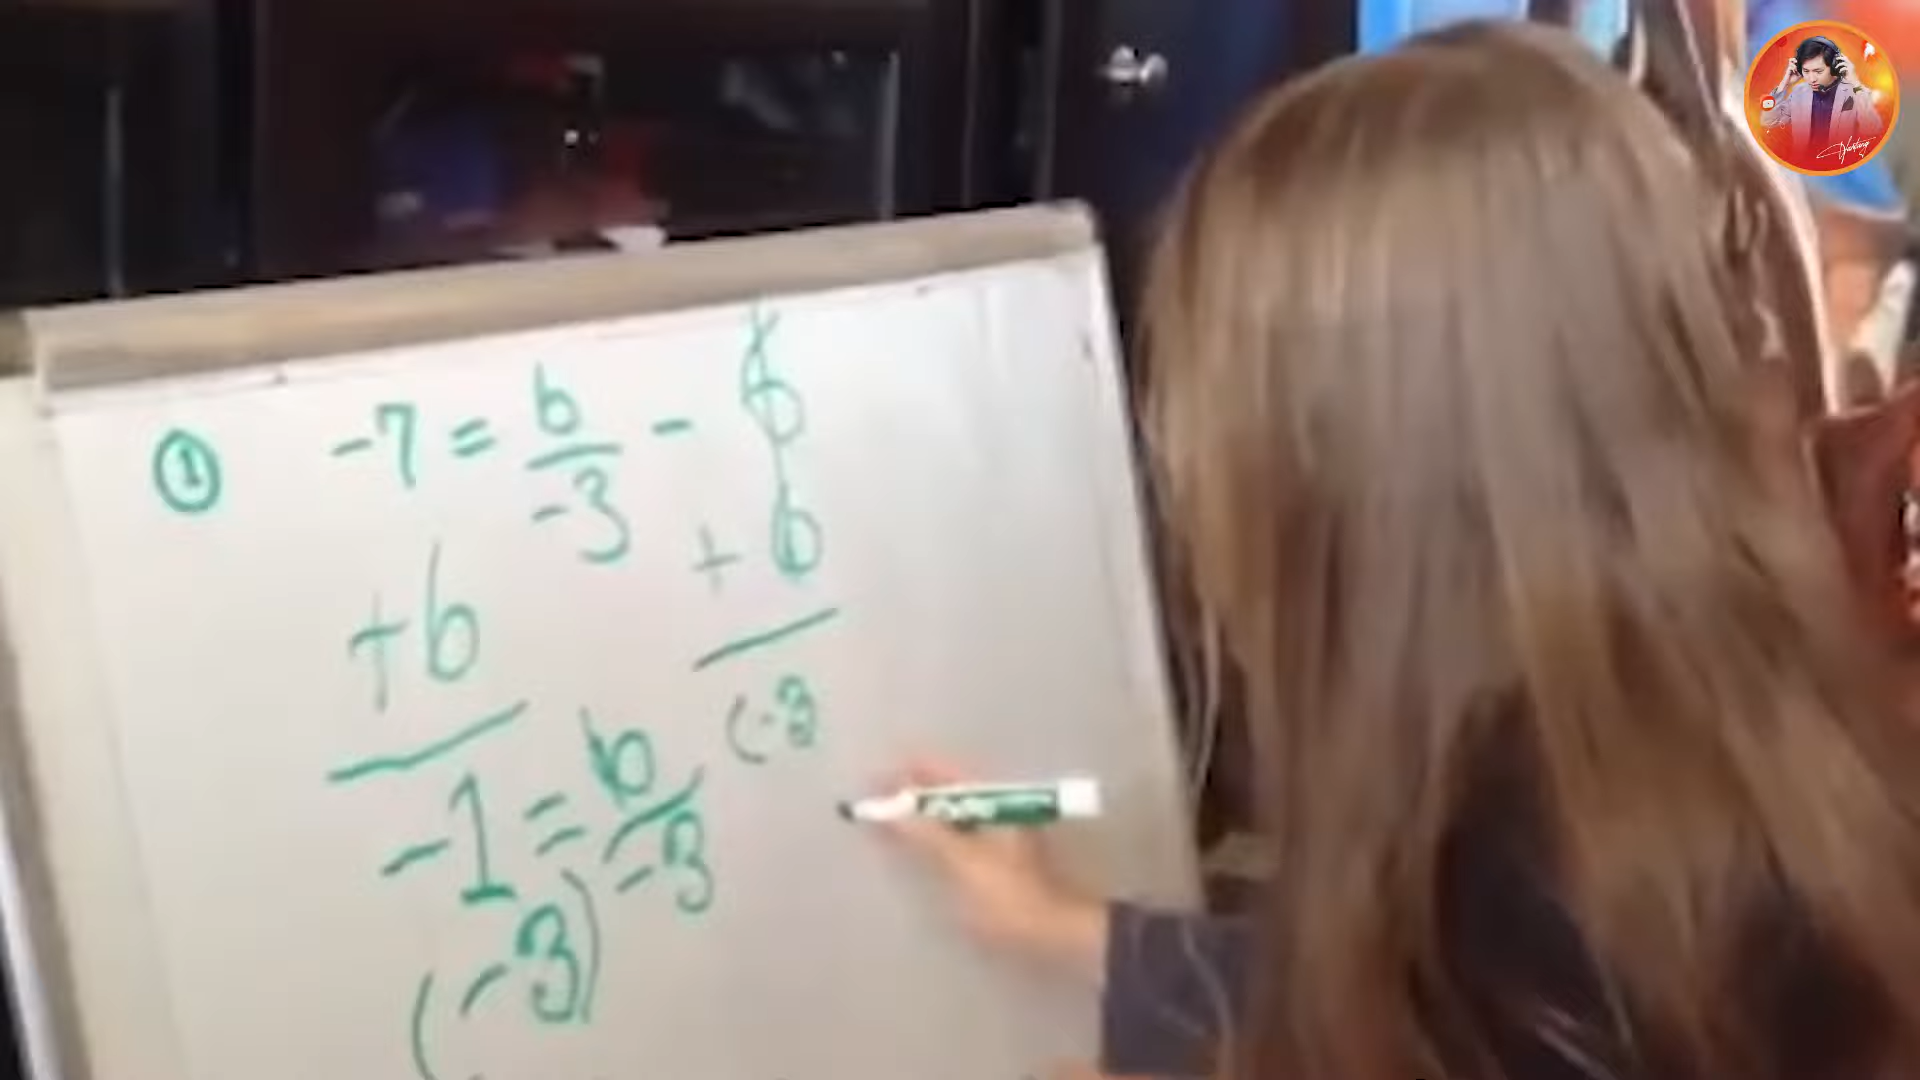 ① -7 = b/-3 - 6
+6 +6
-1 = b/-3 (-3
(-3)